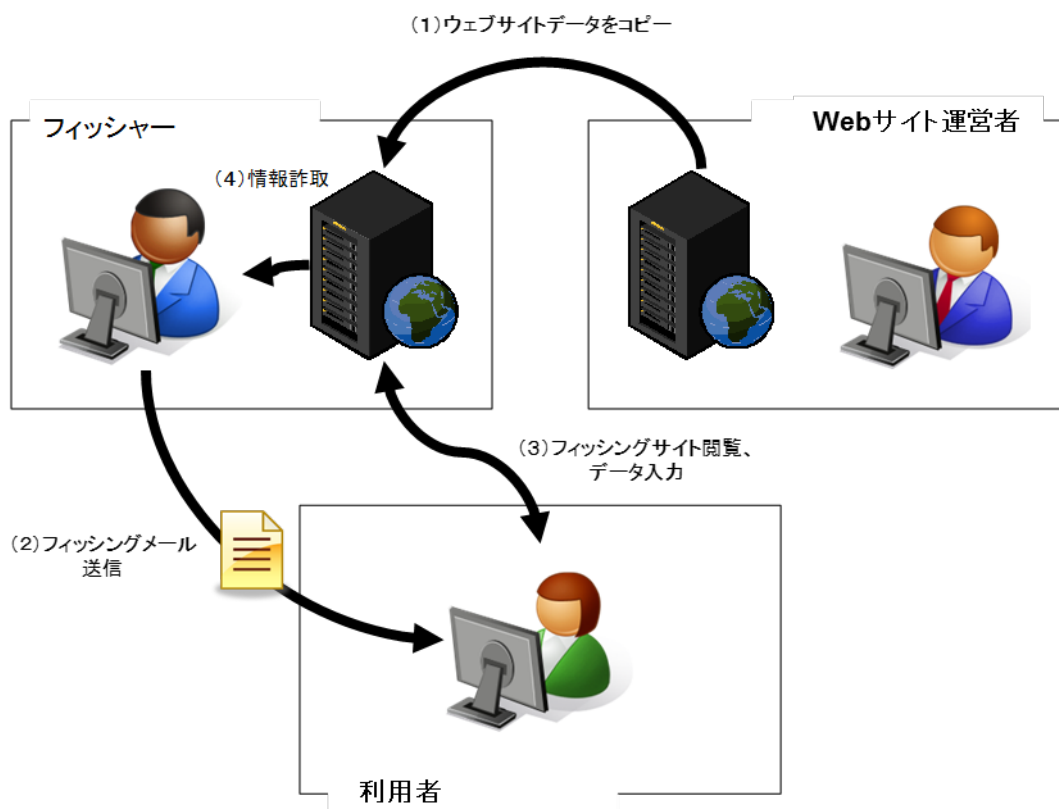 (1)ウェブサイトデータをコピー
フィッシャー
Webサイト運営者
(4)情報詐取
(3)フィッシングサイト閲覧、
データ入力
(2)フィッシングメール
送信
利用者